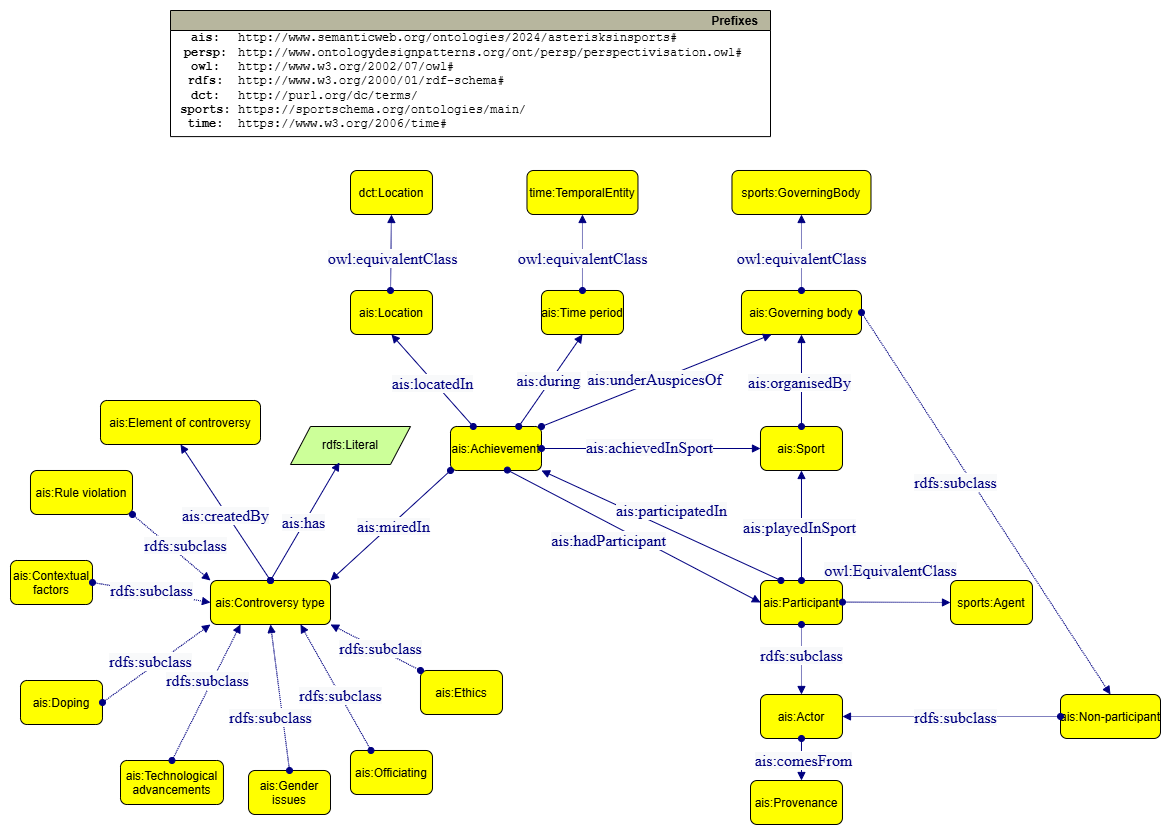 Prefixes
ais: http://www.semanticweb.org/ontologies/2024/asterisksinsports#
persp: http://www.ontologydesignpatterns.org/ont/persp/perspectivisation.owl#
owl: http://www.w3.org/2002/07/owl#
rdfs: http://www.w3.org/2000/01/rdf-schema#
dct: http://purl.org/dc/terms/
sports: https://sportschema.org/ontologies/main/
time: https://www.w3.org/2006/time#
dct:Location
time:TemporalEntity
sports:GoverningBody
owl:equivalentClass
owl:equivalentClass
owl:equivalentClass
ais:Location
ais:Time period
ais:Governing body
ais:locatedIn
ais:during
ais:underAuspicesOf
ais:organisedBy
ais:Element of controversy
rdfs:Literal
ais:Achievement
ais:achievedInSport
ais:Sport
rdfs:subclass
ais:Rule violation
ais:createdBy
ais:has
ais:miredIn
ais:participatedIn
ais:hadParticipant
ais:playedInSport
rdfs:subclass
ais:Contextual
factors
rdfs:subclass
ais:Controversy type
owl:EquivalentClass
ais:Participant
sports:Agent
rdfs:subclass
rdfs:subclass
rdfs:subclass
rdfs:subclass
rdfs:subclass
rdfs:subclass
ais:Doping
ais:Ethics
ais:Actor
rdfs:subclass
ais:Non-participant
ais:Technological
advancements
ais:Gender
issues
ais:Officiating
ais:comesFrom
ais:Provenance